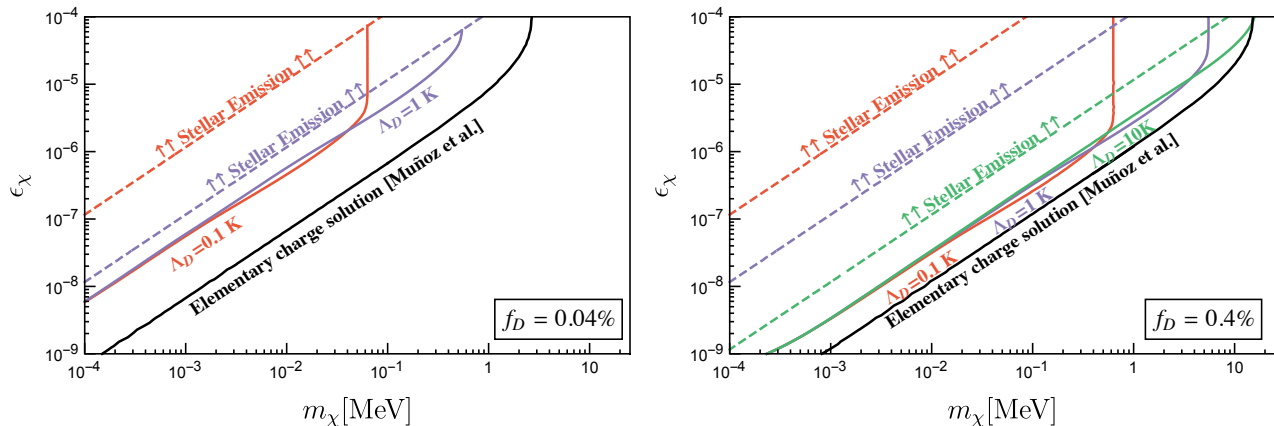 10⁻⁴
10⁻⁵
10⁻⁶
10⁻⁷
10⁻⁸
10⁻⁹
ϵχ
↑↑ Stellar Emission ↑↑
↑↑ Stellar Emission ↑↑
Λ_D=1 K
Λ_D=0.1 K
Elementary charge solution [Muñoz et al.]
f_D = 0.04%
10⁻⁴ 10⁻³ 10⁻² 10⁻¹ 1 10
m_χ[MeV]
10⁻⁴
10⁻⁵
10⁻⁶
10⁻⁷
10⁻⁸
10⁻⁹
ϵχ
↑↑ Stellar Emission ↑↑
↑↑ Stellar Emission ↑↑
↑↑ Stellar Emission ↑↑
Λ_D=10K
Λ_D=1 K
Λ_D=0.1 K
Elementary charge solution [Muñoz et al.]
f_D = 0.4%
10⁻⁴ 10⁻³ 10⁻² 10⁻¹ 1 10
m_χ[MeV]